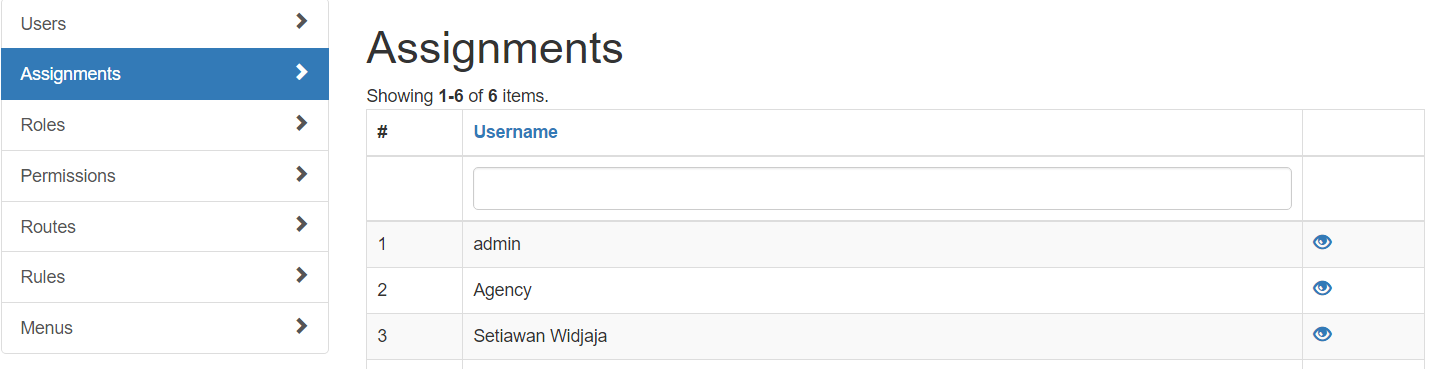 Users
Assignments
Roles
Permissions
Routes
Rules
Menus
Assignments
Showing 1-6 of 6 items.
# Username
1 admin
2 Agency
3 Setiawan Widjaja